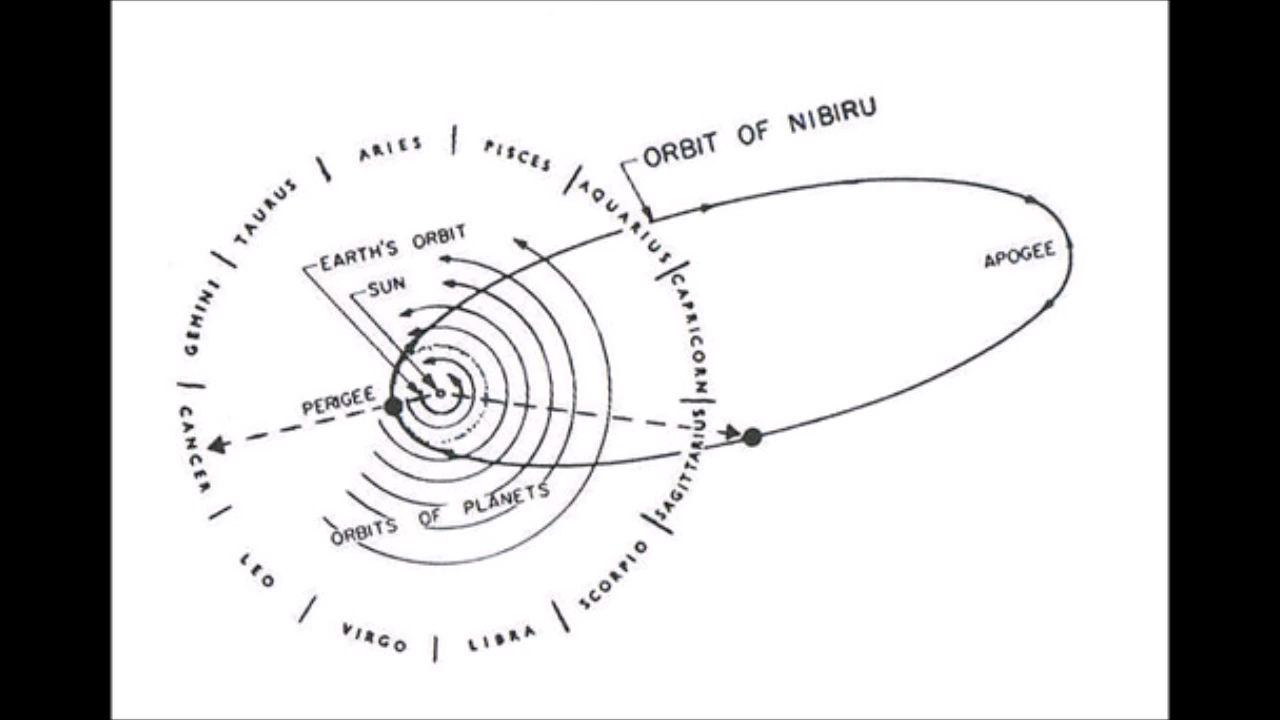 ORBIT OF NIBIRU
ARIES
PISCES
AQUARIUS
CAPRICORN
SAGITTARIUS
SCORPIO
LIBRA
VIRGO
LEO
CANCER
GEMINI
TAURUS
EARTH'S ORBIT
SUN
APOGEE
PERIGEE
ORBITS OF PLANETS